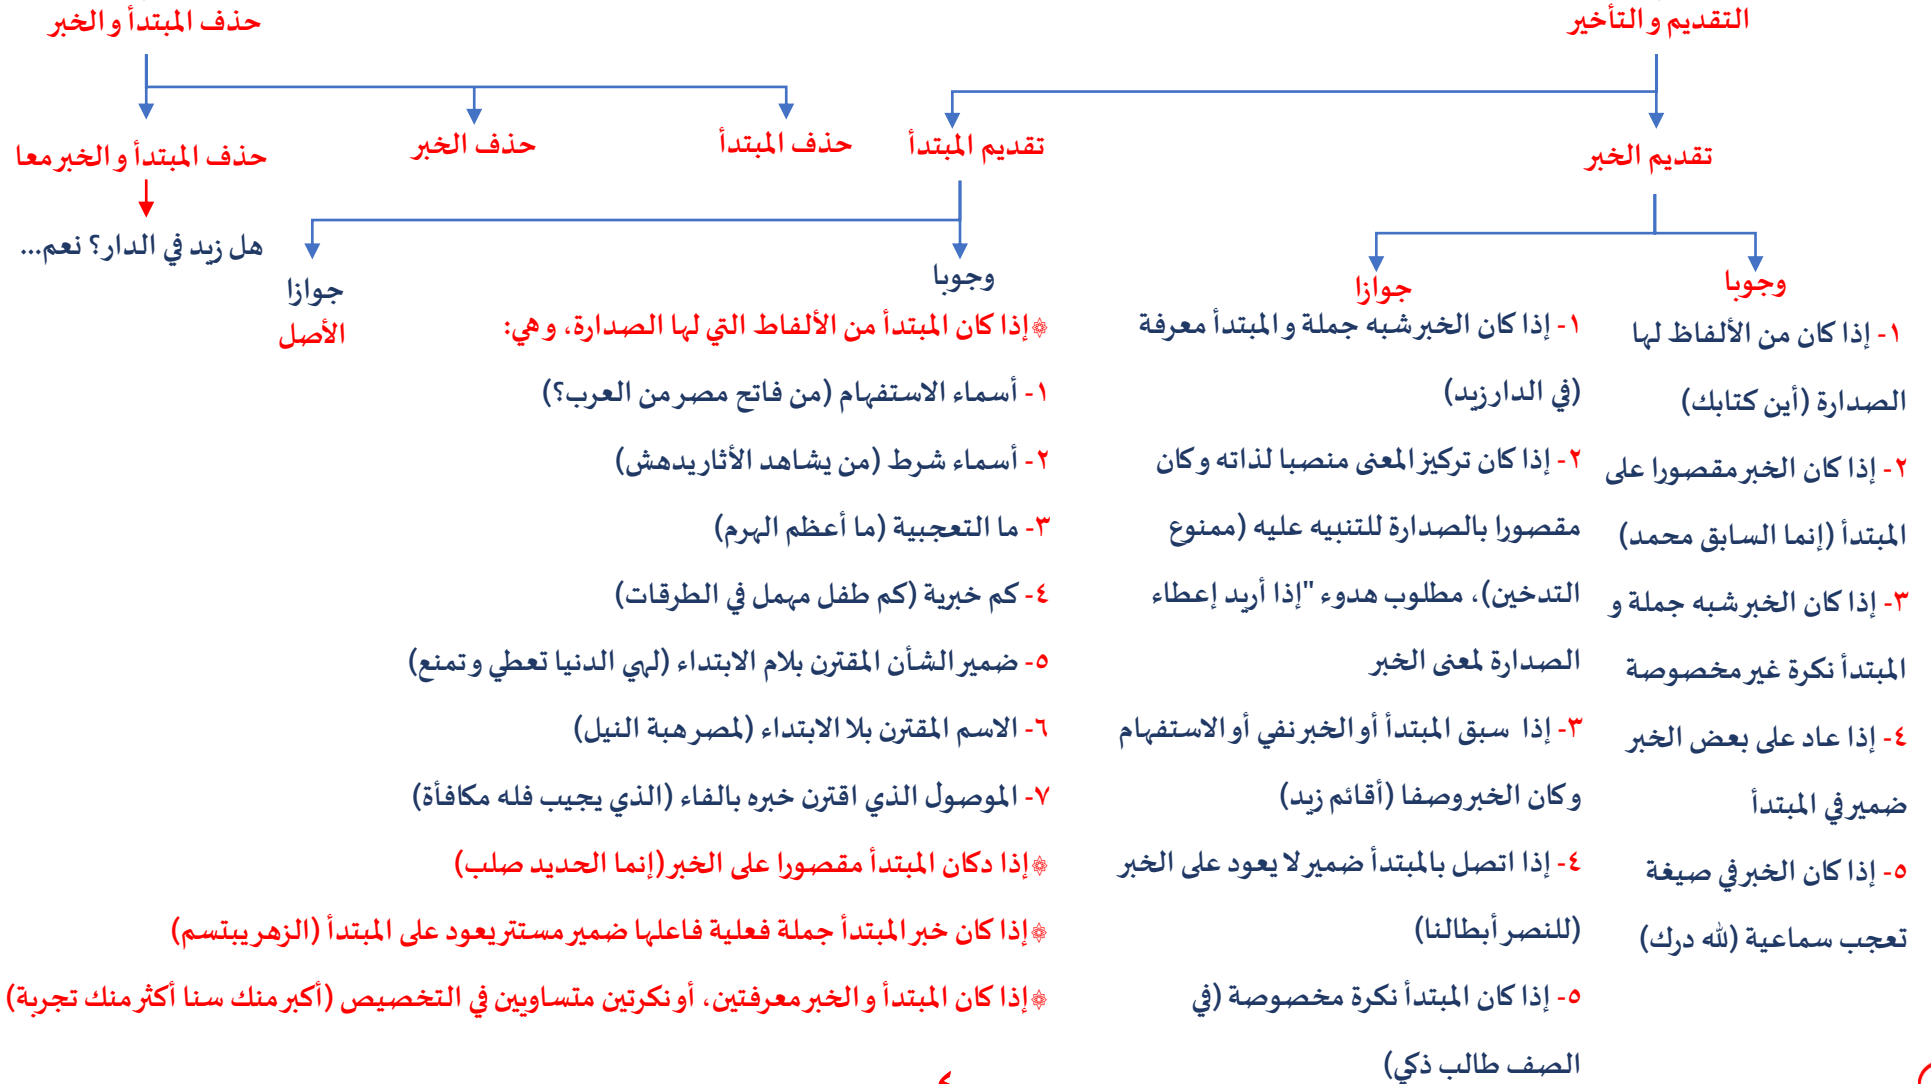 التقديم والتأخير
تقديم الخبر
وجوبا
١- إذا كان من الألفاظ لها
الصدارة (أين كتابك)
٢- إذا كان الخبر مقصورا على
المبتدأ (إنما السابق محمد)
٣- إذا كان الخبر شبه جملة و
المبتدأ نكرة غير مخصوصة
٤- إذا عاد على بعض الخبر
ضمير في المبتدأ
٥- إذا كان الخبر في صيغة
تعجب سماعية (لله درك)
جوازا
١- إذا كان الخبر شبه جملة و المبتدأ معرفة
(في الدار زيد)
٢- إذا كان تركيز المعنى منصبا لذاته وكان
مقصورا بالصدارة للتنبيه عليه (ممنوع
التدخين)، مطلوب هدوء "إذا أريد إعطاء
الصدارة لمعنى الخبر
٣- إذا سبق المبتدأ أو الخبر نفي أو الاستفهام
وكان الخبر وصفا (أقائم زيد)
٤- إذا اتصل بالمبتدأ ضمير لا يعود على الخبر
(للنصر أبطالنا)
٥- إذا كان المبتدأ نكرة مخصوصة (في
الصف طالب ذكي)
تقديم المبتدأ
وجوبا
إذا كان المبتدأ من الألفاط التي لها الصدارة، وهي:
١- أسماء الاستفهام (من فاتح مصر من العرب؟)
٢- أسماء شرط (من يشاهد الأثار يدهش)
٣- ما التعجبية (ما أعظم الهرم)
٤- كم خبرية (كم طفل مهمل في الطرقات)
٥- ضمير الشأن المقترن بلام الابتداء (لهي الدنيا تعطي وتمنع)
٦- الاسم المقترن بلا الابتداء (لمصر هبة النيل)
٧- الموصول الذي اقترن خبره بالفاء (الذي يجيب فله مكافأة)
إذا دكان المبتدأ مقصورا على الخبر (إنما الحديد صلب)
إذا كان خبر المبتدأ جملة فعلية فاعلها ضمير مستتر يعود على المبتدأ (الزهر يبتسم)
إذا كان المبتدأ و الخبر معرفتين، أو نكرتين متساويين في التخصيص (أكبر منك سنا أكثر منك تجربة)
جوازا
الأصل
حذف المبتدأ و الخبر
حذف المبتدأ
حذف الخبر
حذف المبتدأ و الخبر معا
هل زيد في الدار؟ نعم...